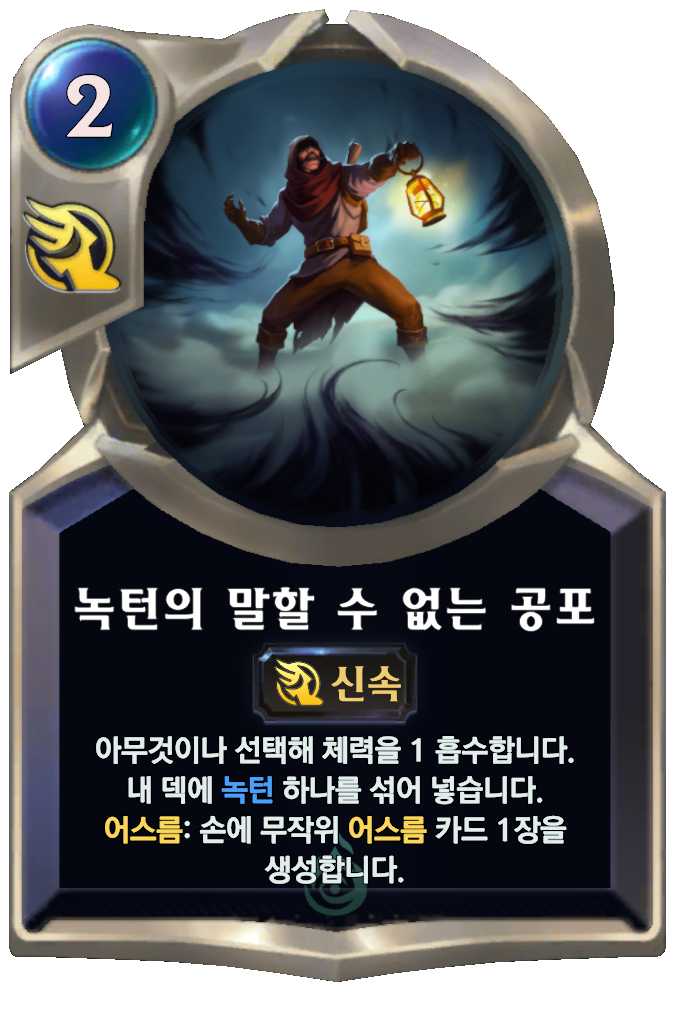 2
녹턴의 말할 수 없는 공포
신속
아무것이나 선택해 체력을 1 흡수합니다.
내 덱에 녹턴 하나를 섞어 넣습니다.
어스름: 손에 무작위 어스름 카드 1장을
생성합니다.